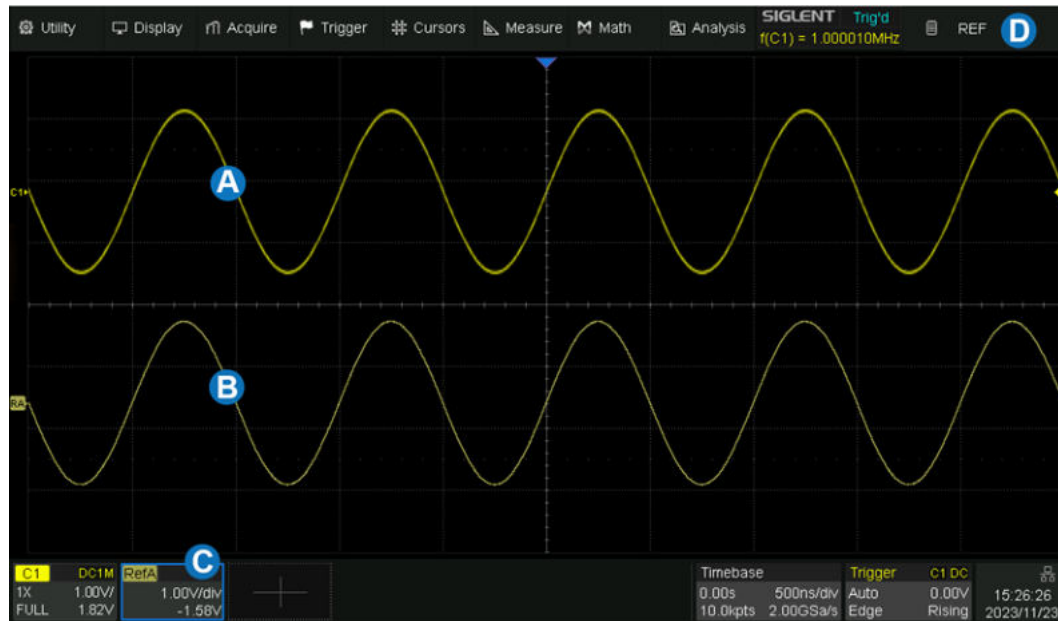 Utility Display Acquire Trigger Cursors Measure Math Analysis SIGLENT Trig'd REF D
f(C1) = 1.000010MHz
A
C1
B
RA
C
C1 DC1M
1X 1.00V/
FULL 1.82V
RefA
1.00V/div
-1.58V
Timebase
0.00s 500ns/div
10.0kpts 2.00GSa/s
Trigger C1 DC
Auto 0.00V
Edge Rising
15:26:26
2023/11/23